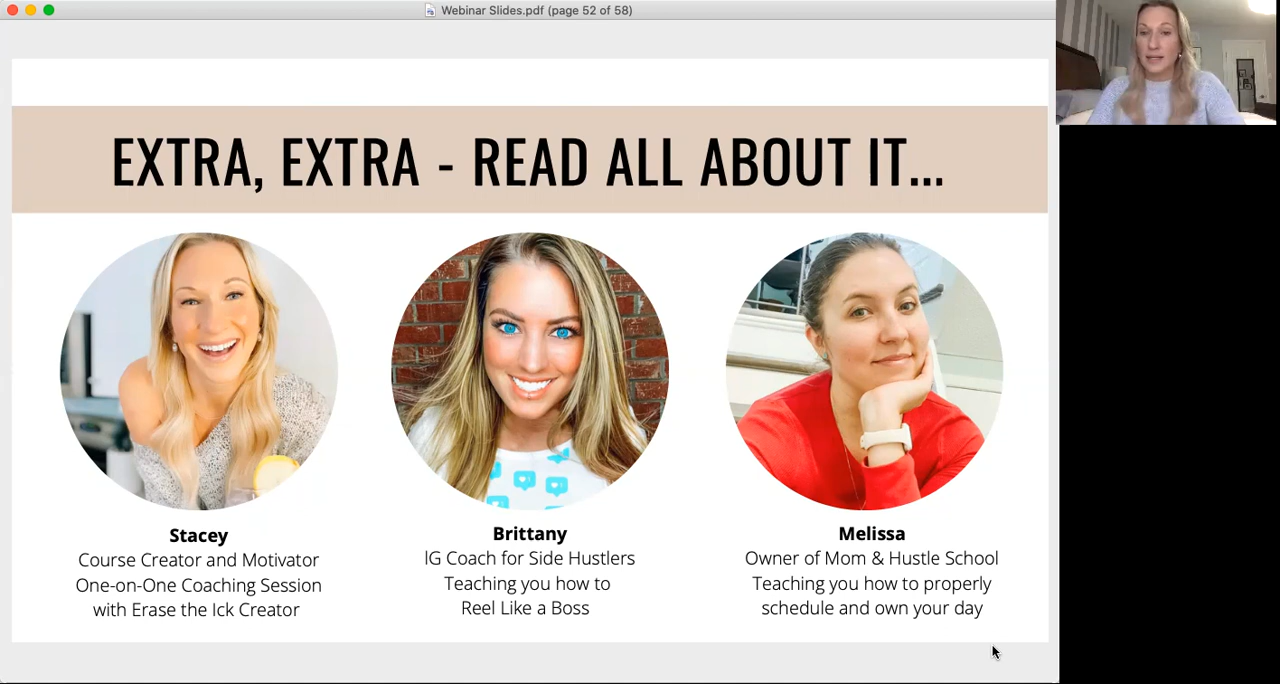 Webinar Slides.pdf (page 52 of 58)
EXTRA, EXTRA - READ ALL ABOUT IT...
Stacey
Course Creator and Motivator
One-on-One Coaching Session
with Erase the Ick Creator
Brittany
IG Coach for Side Hustlers
Teaching you how to
Reel Like a Boss
Melissa
Owner of Mom & Hustle School
Teaching you how to properly
schedule and own your day